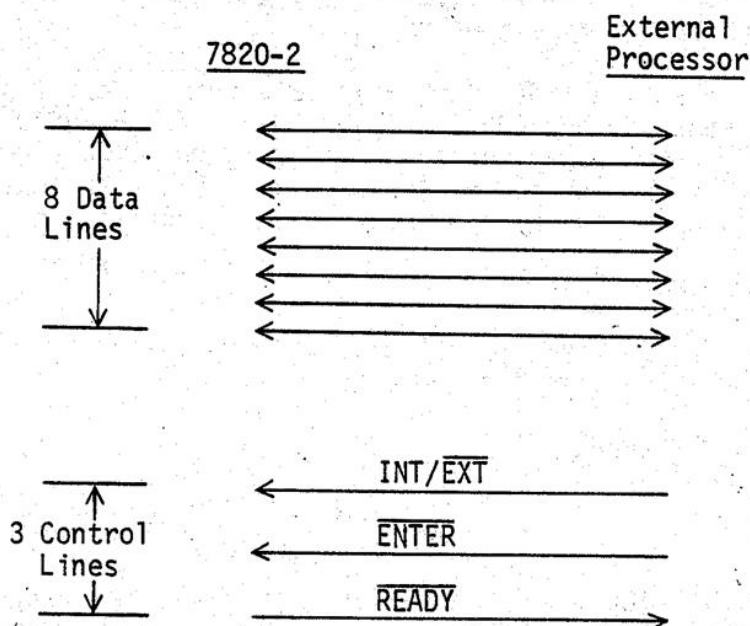 External
7820-2 Processor
8 Data
Lines
INT/EXT
3 Control
ENTER
Lines
READY